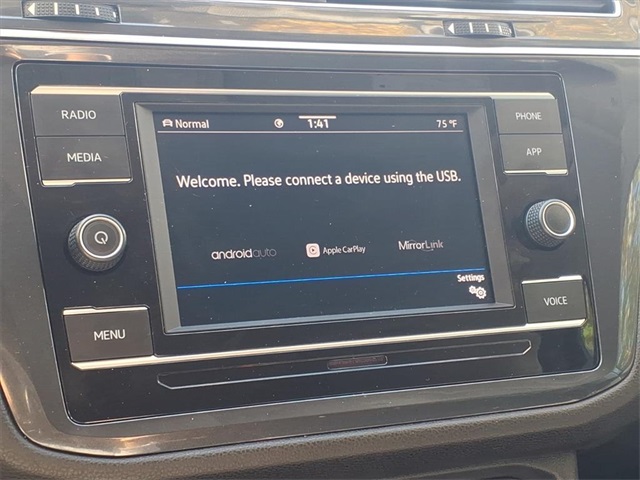 RADIO
MEDIA
MENU
Normal 1:41 75 °F
Welcome. Please connect a device using the USB.
androidauto Apple CarPlay MirrorLink
Settings
PHONE
APP
VOICE